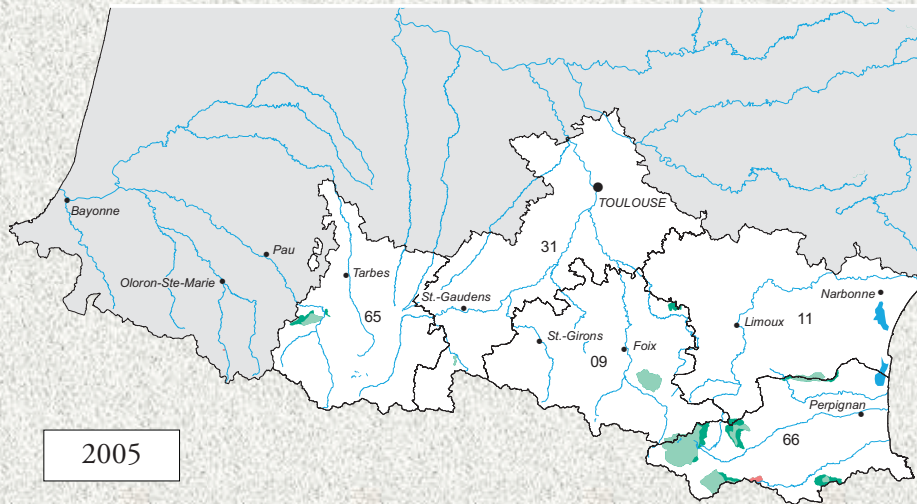 TOULOUSE
Bayonne
31
Pau
Tarbes
Oloron-Ste-Marie
St.-Gaudens
Narbonne
65
11
Limoux
St.-Girons
Foix
09
Perpignan
66
2005